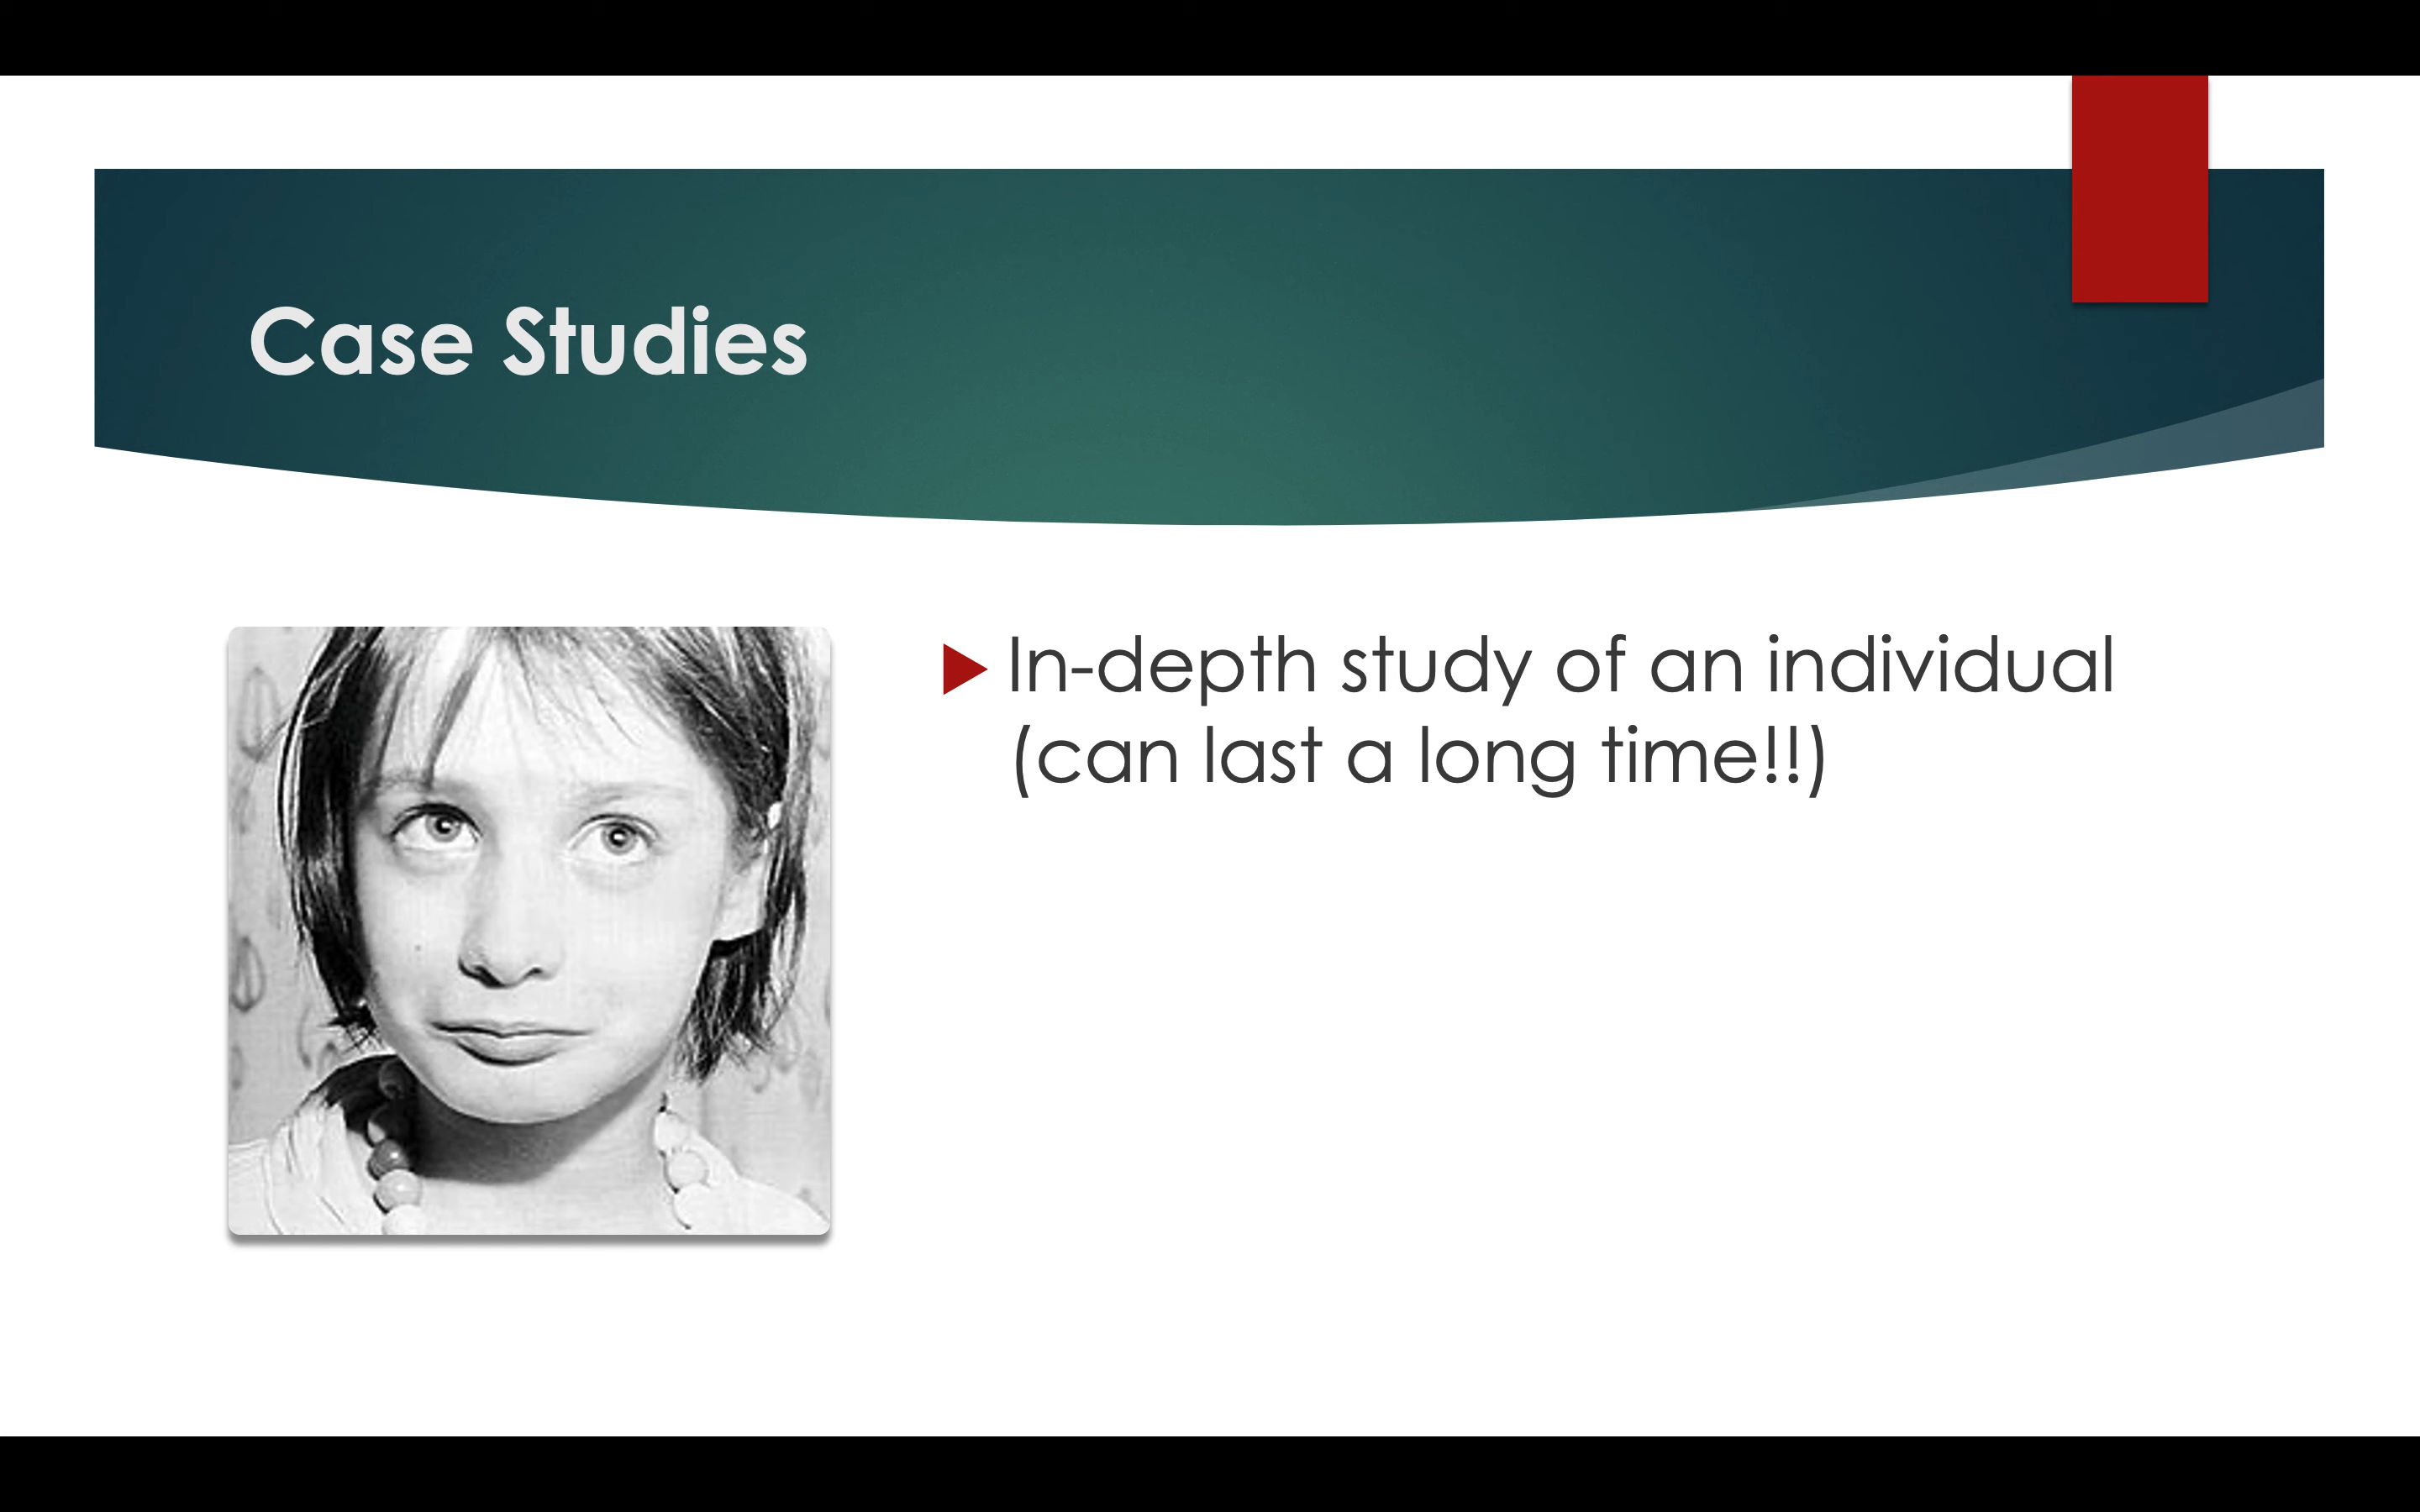 Case Studies
In-depth study of an individual
(can last a long time!!)